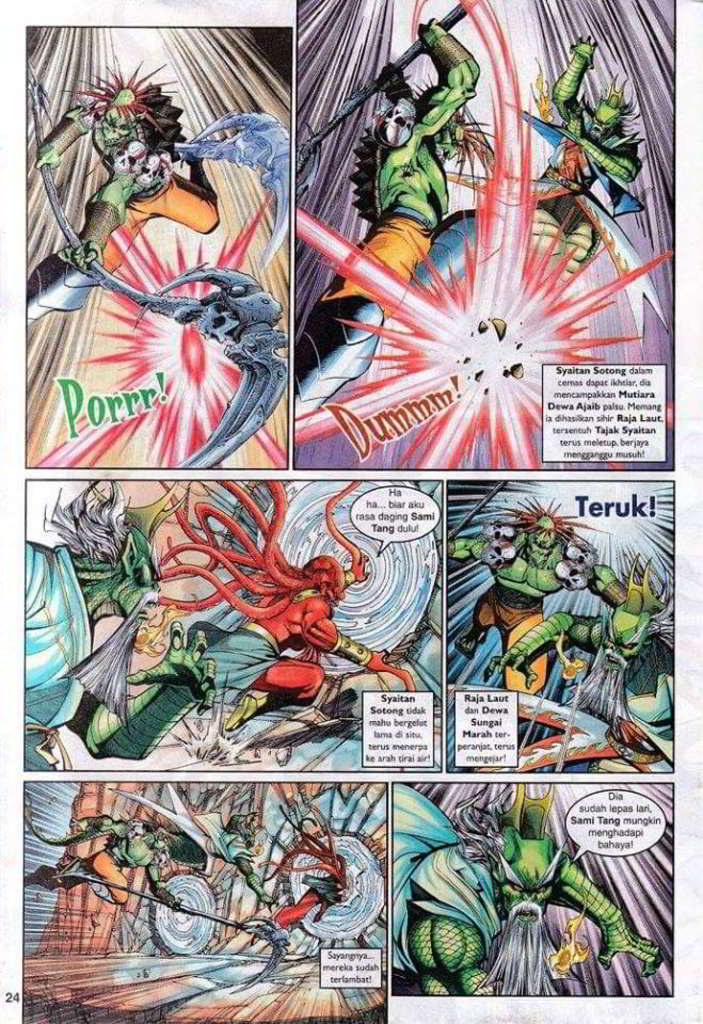 Porrr!
Dummm!
Syaitan Sotong dalam
cemas dapat ikhtiar, dia
mencampakkan Mutiara
Dewa Ajaib palsu. Memang
ia dihasilkan sihir Raja Laut,
tersentuh Tajak Syaitan
terus meletup, berjaya
mengganggu musuh!
Ha
ha... biar aku
rasa daging Sami
Tang dulu!
Syaitan
Sotong tidak
mahu bergelut
lama di situ,
terus menerpa
ke arah tirai air!
Teruk!
Raja Laut
dan Dewa
Sungai
Marah ter-
peranjat, terus
mengejar!
Sayangnya...
mereka sudah
terlambat!
Dia
sudah lepas lari,
Sami Tang mungkin
menghadapi
bahaya!
24